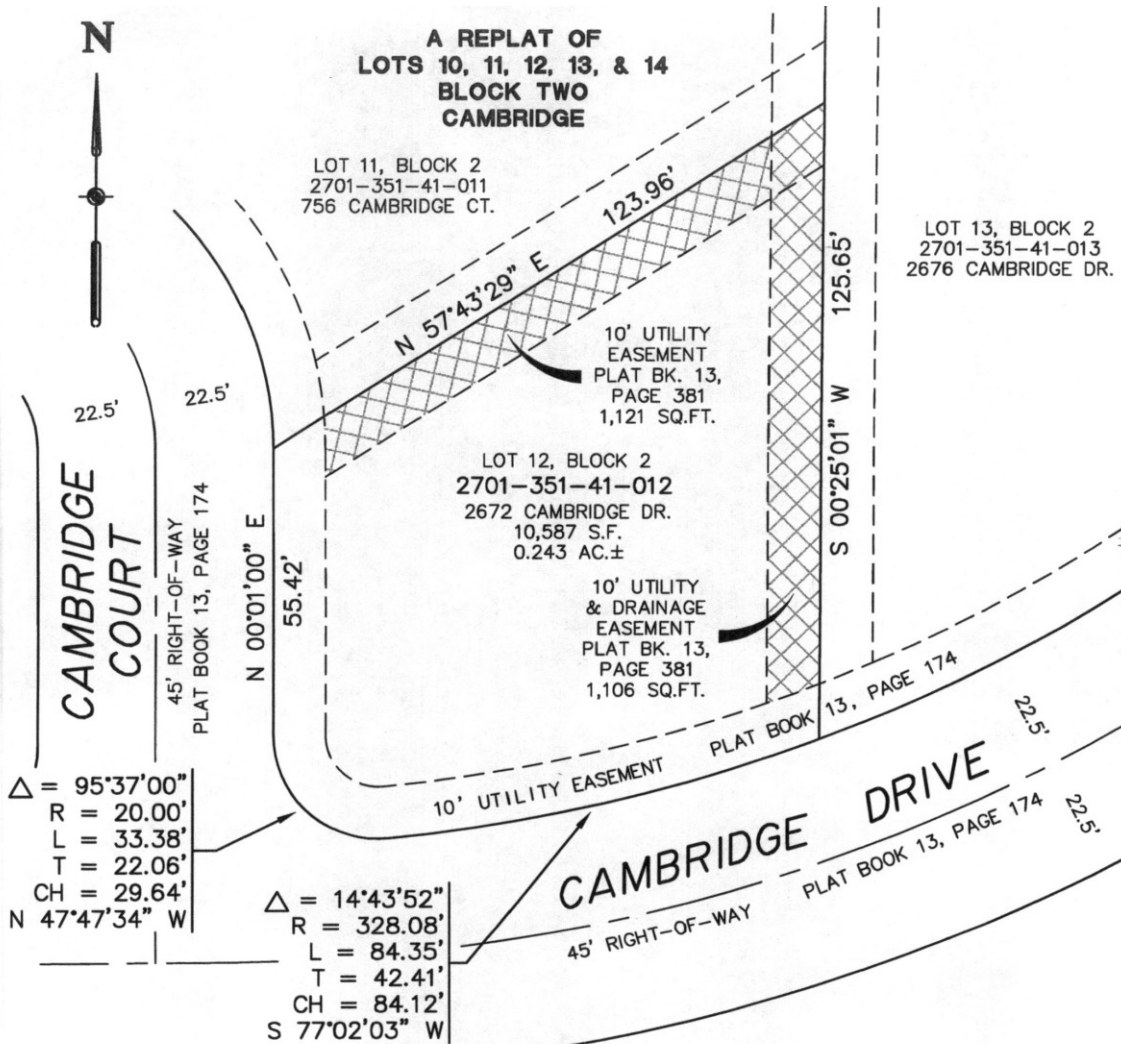 N
A REPLAT OF
LOTS 10, 11, 12, 13, & 14
BLOCK TWO
CAMBRIDGE
LOT 11, BLOCK 2
2701-351-41-011
756 CAMBRIDGE CT.
123.96'
N 57°43'29" E
LOT 13, BLOCK 2
2701-351-41-013
2676 CAMBRIDGE DR.
125.65'
S 00°25'01" W
10' UTILITY
EASEMENT
PLAT BK. 13,
PAGE 381
1,121 SQ.FT.
22.5'
22.5'
CAMBRIDGE
COURT
45' RIGHT-OF-WAY
PLAT BOOK 13, PAGE 174
N 00°01'00" E
55.42'
LOT 12, BLOCK 2
2701-351-41-012
2672 CAMBRIDGE DR.
10,587 S.F.
0.243 AC.±
10' UTILITY
& DRAINAGE
EASEMENT
PLAT BK. 13,
PAGE 381
1,106 SQ.FT.
10' UTILITY EASEMENT PLAT BOOK 13, PAGE 174
22.5'
22.5'
CAMBRIDGE DRIVE
45' RIGHT-OF-WAY PLAT BOOK 13, PAGE 174
△ = 95°37'00"
R = 20.00'
L = 33.38'
T = 22.06'
CH = 29.64'
N 47°47'34" W
△ = 14°43'52"
R = 328.08'
L = 84.35'
T = 42.41'
CH = 84.12'
S 77°02'03" W